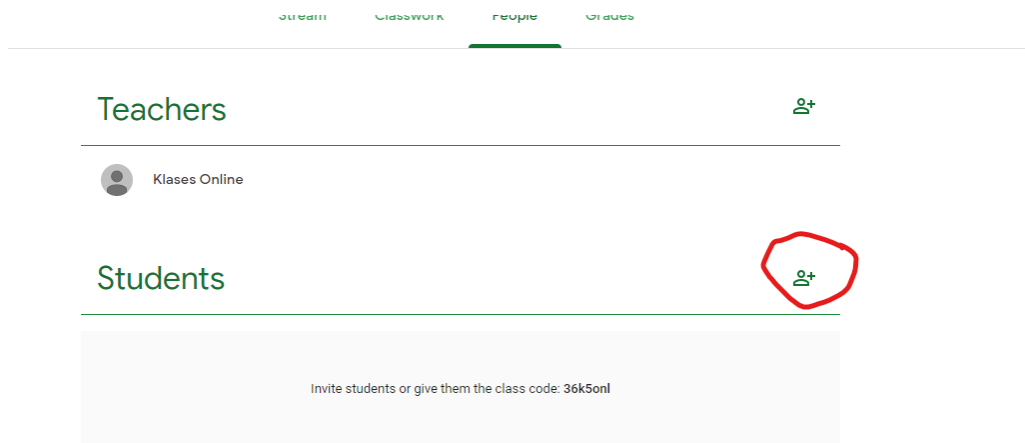 Stream Classwork People Grades
Teachers
Klases Online
Students
Invite students or give them the class code: 36k5onl